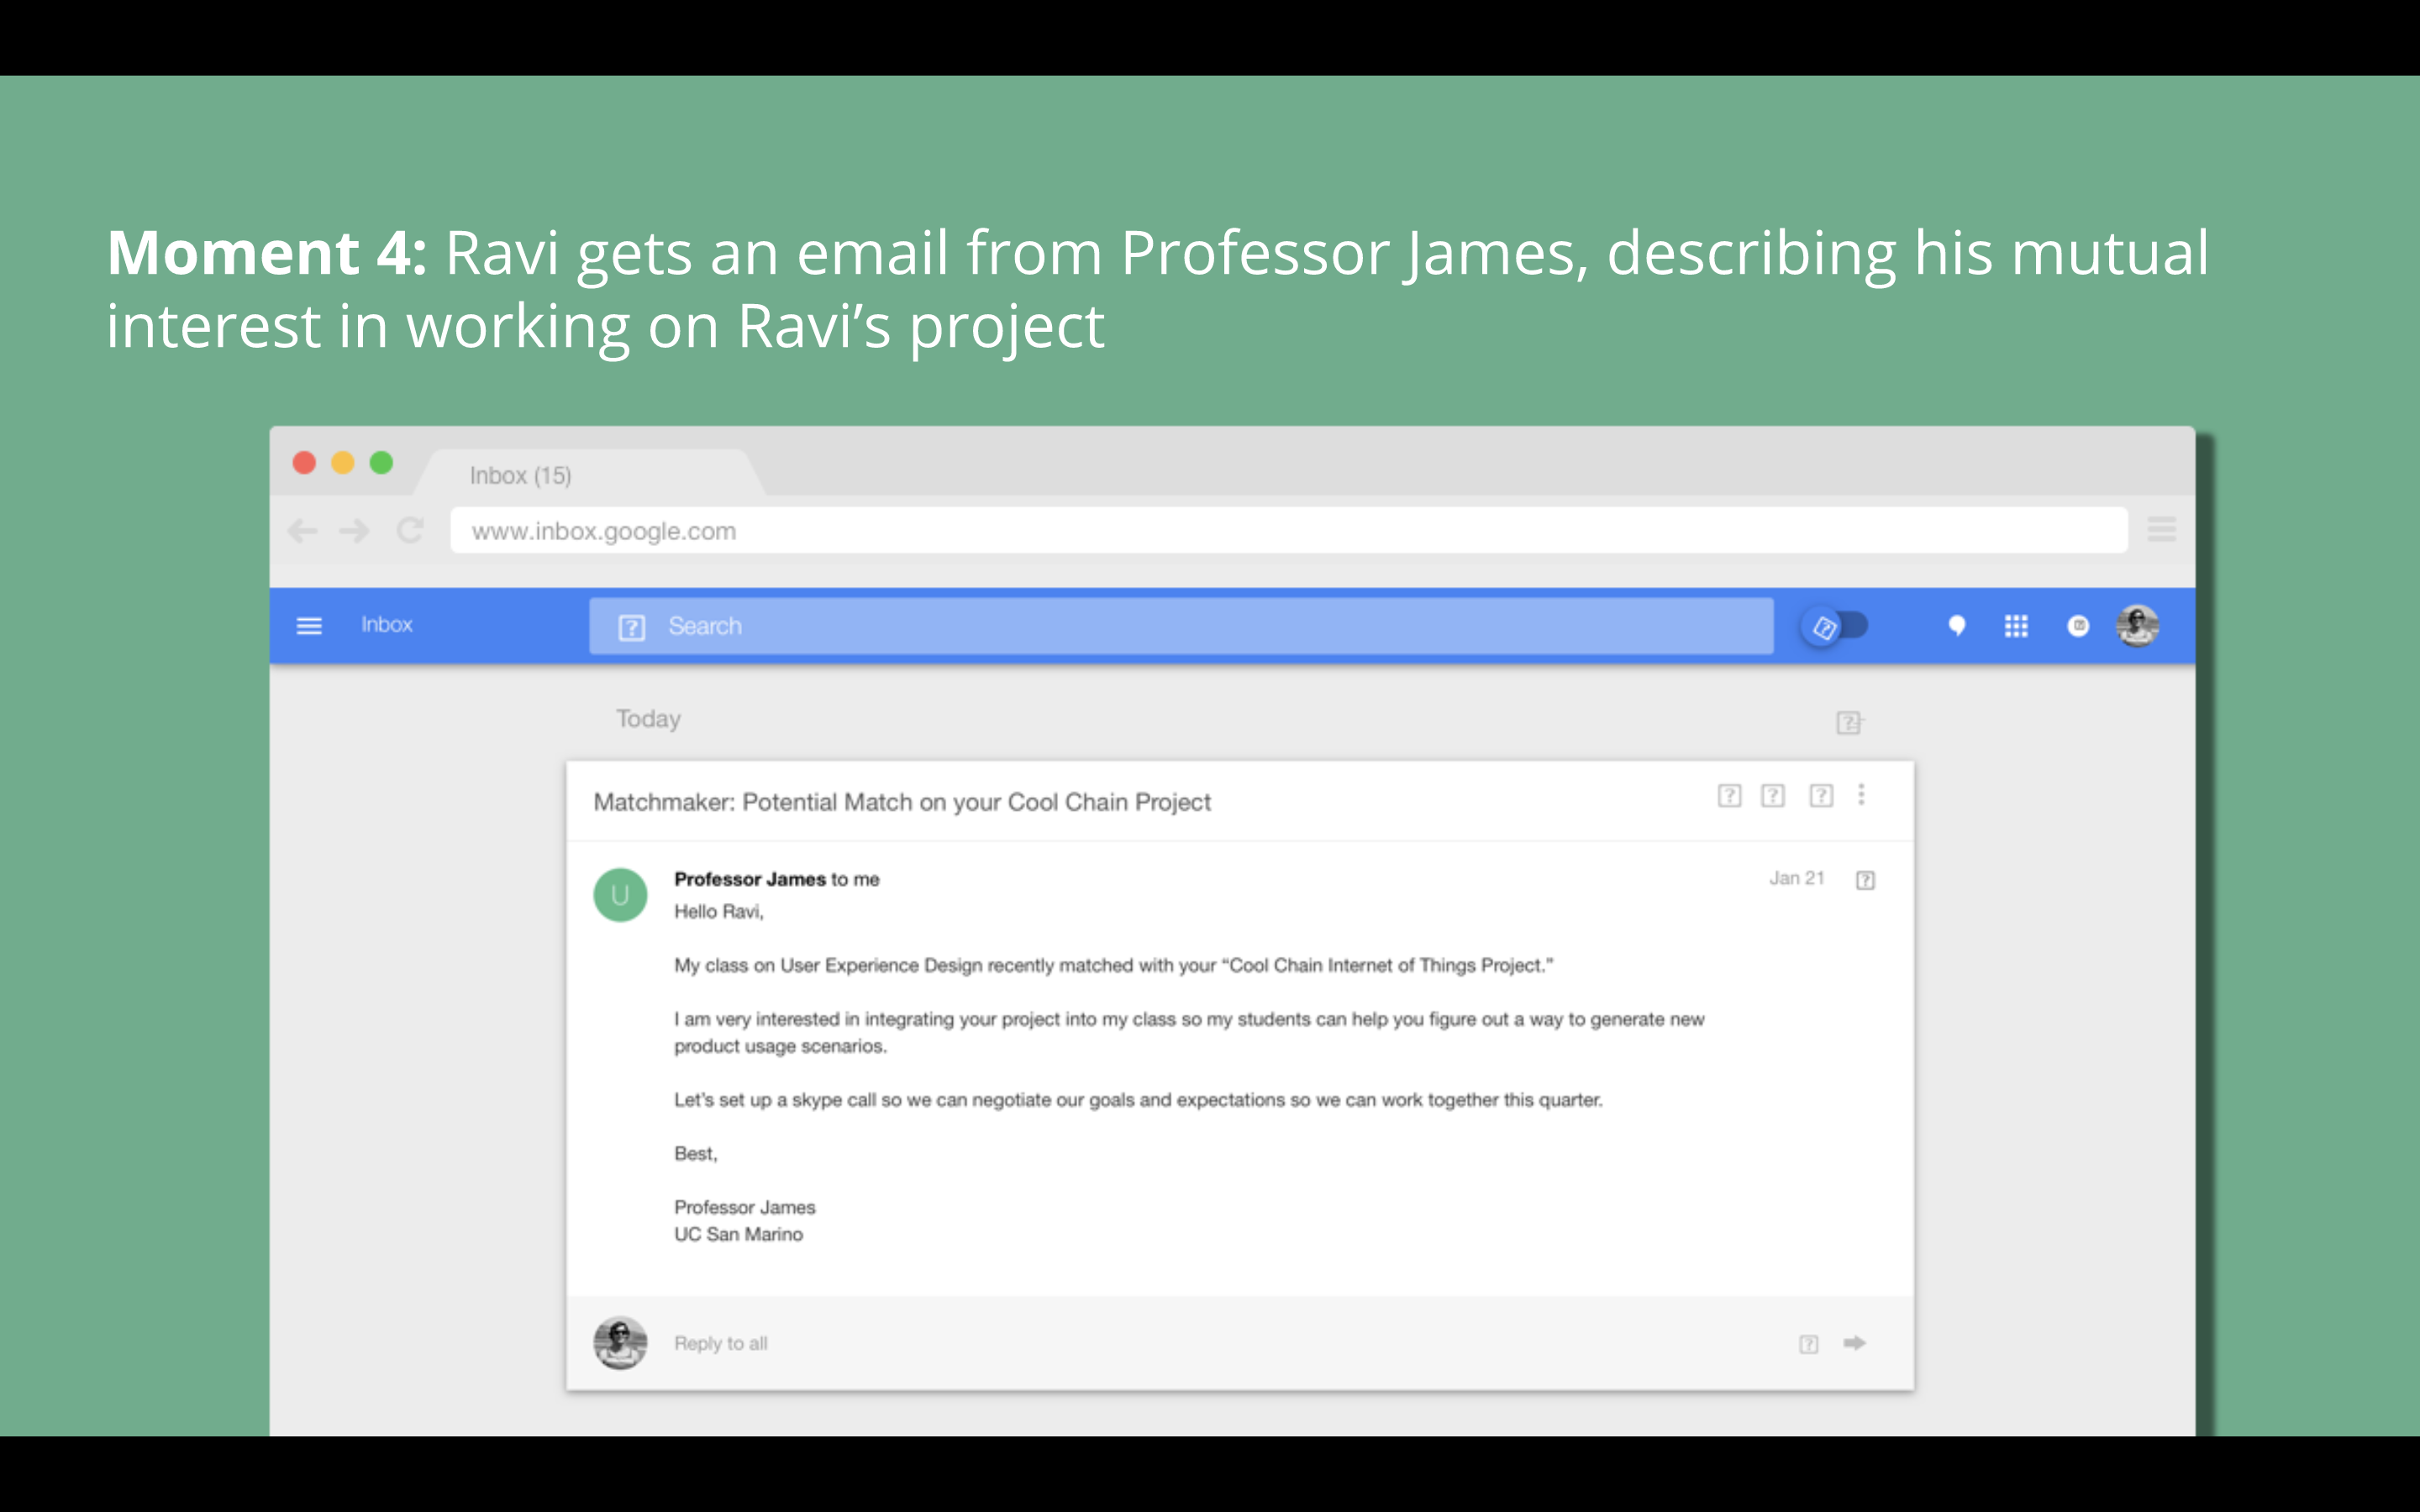 Moment 4: Ravi gets an email from Professor James, describing his mutual
interest in working on Ravi’s project
Inbox (15)
www.inbox.google.com
Inbox
Search
Today
Matchmaker: Potential Match on your Cool Chain Project
U
Professor James to me
Jan 21
Hello Ravi,
My class on User Experience Design recently matched with your “Cool Chain Internet of Things Project.”
I am very interested in integrating your project into my class so my students can help you figure out a way to generate new
product usage scenarios.
Let’s set up a skype call so we can negotiate our goals and expectations so we can work together this quarter.
Best,
Professor James
UC San Marino
Reply to all